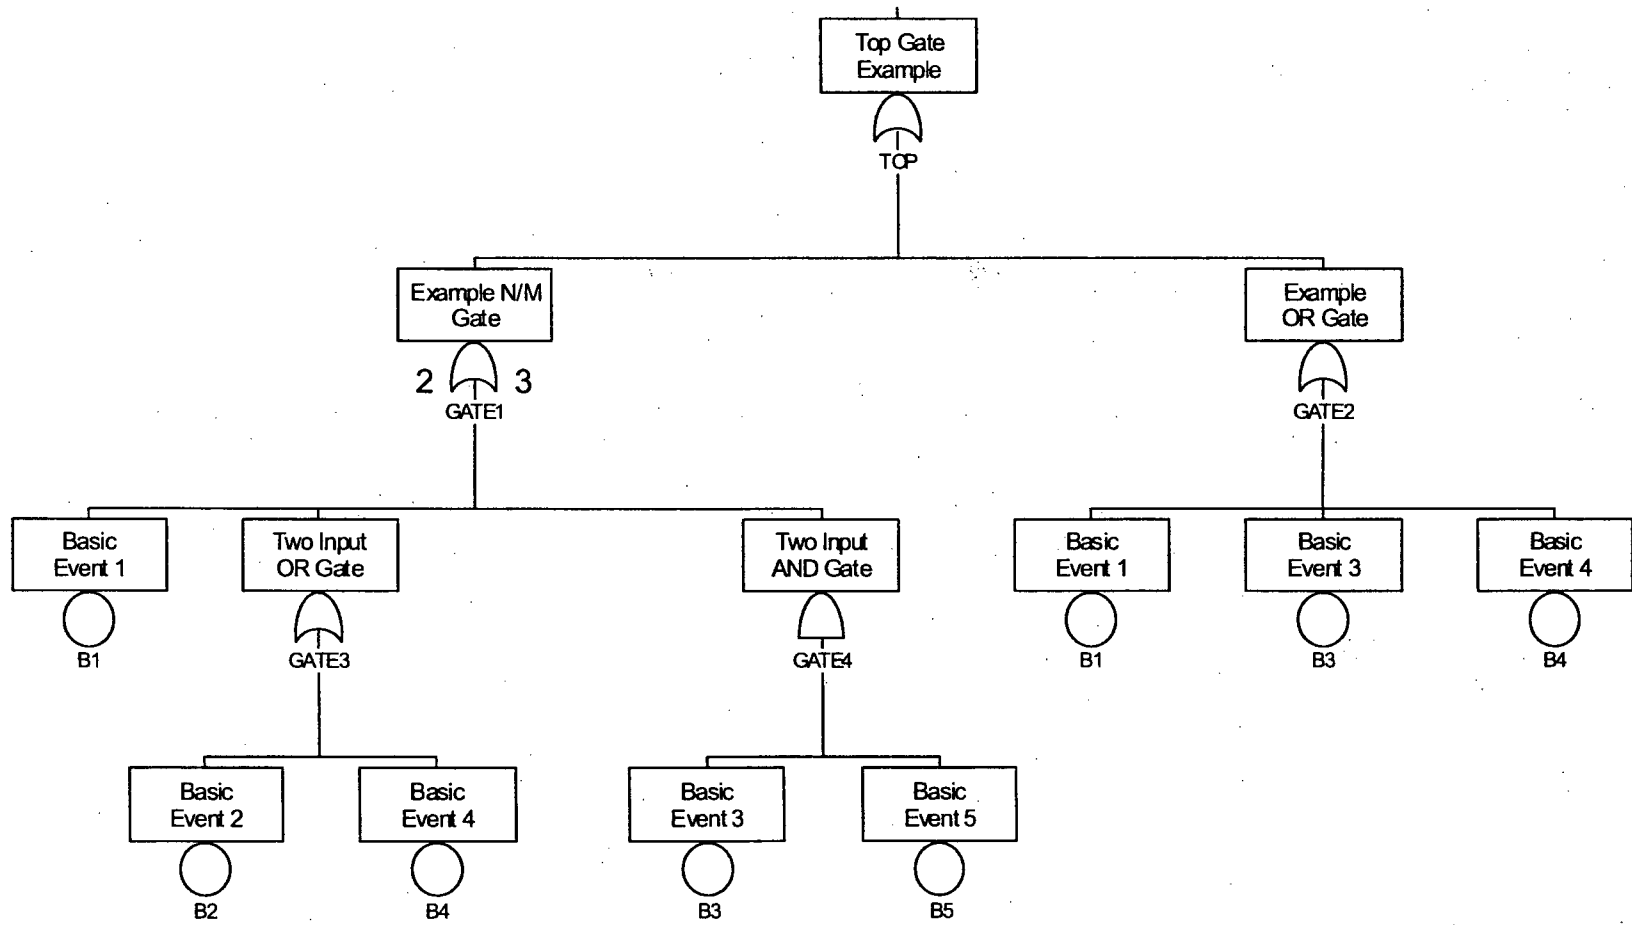 Top Gate
Example
TOP
Example N/M
Gate
2 3
GATE1
Example
OR Gate
GATE2
Basic
Event 1
B1
Two Input
OR Gate
GATE3
Two Input
AND Gate
GATE4
Basic
Event 1
B1
Basic
Event 3
B3
Basic
Event 4
B4
Basic
Event 2
B2
Basic
Event 4
B4
Basic
Event 3
B3
Basic
Event 5
B5